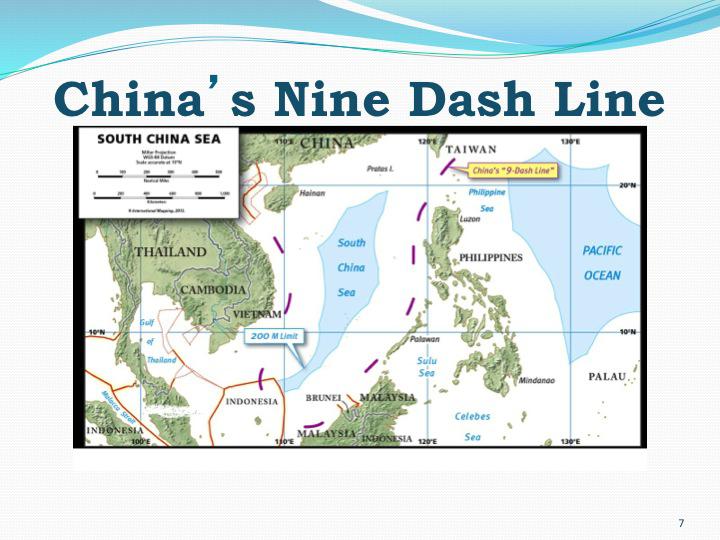 China’s Nine Dash Line
SOUTH CHINA SEA
Miller Projection
WGS-84 Datum
Scale accurate at 10°N
Nautical Miles
Kilometers
© International Mapping, 2012.
110°E
CHINA
120°E
TAIWAN
130°E
China's "9-Dash Line"
Pratas I.
20°N
Hainan
Philippine
Sea
Luzon
South
China
Sea
THAILAND
PHILIPPINES
PACIFIC
OCEAN
CAMBODIA
VIETNAM
Gulf
of
Thailand
10°N
200 M Limit
10°N
Palawan
Sulu
Sea
Mindanao
PALAU
Malacca Strait
INDONESIA
BRUNEI
MALAYSIA
Celebes
Sea
INDONESIA
100°E
MALAYSIA
110°E
INDONESIA
120°E
130°E
7